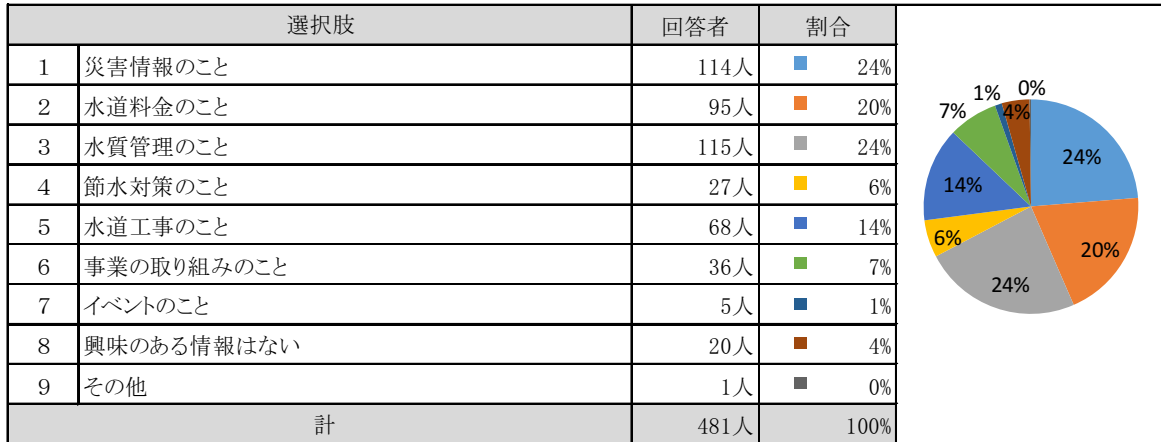 選択肢 回答者 割合
1 災害情報のこと 114人 24%
2 水道料金のこと 95人 20%
3 水質管理のこと 115人 24%
4 節水対策のこと 27人 6%
5 水道工事のこと 68人 14%
6 事業の取り組みのこと 36人 7%
7 イベントのこと 5人 1%
8 興味のある情報はない 20人 4%
9 その他 1人 0%
計 481人 100%
24%
20%
24%
6%
14%
7%
1%
4%
0%